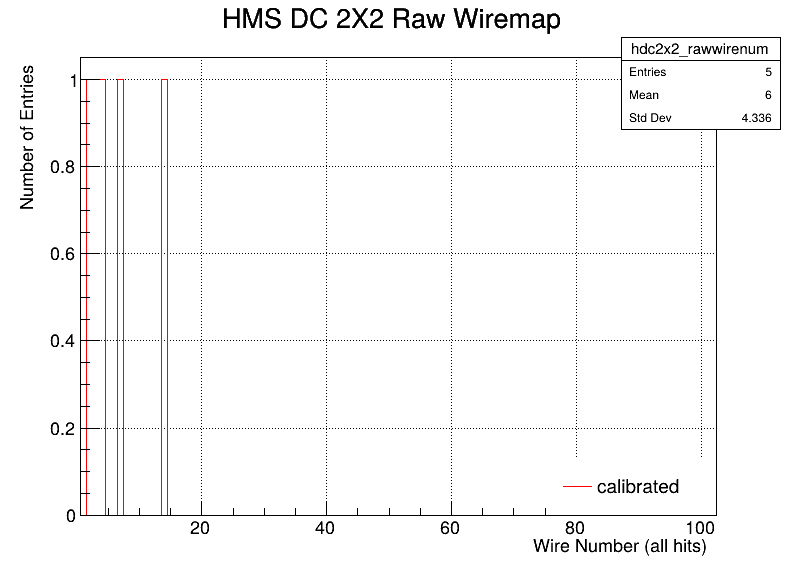 HMS DC 2X2 Raw Wiremap
hdc2x2_rawwirenum
Entries 5
Mean 6
Std Dev 4.336
Number of Entries
1
0.8
0.6
0.4
0.2
0
20 40 60 80 100
calibrated
Wire Number (all hits)